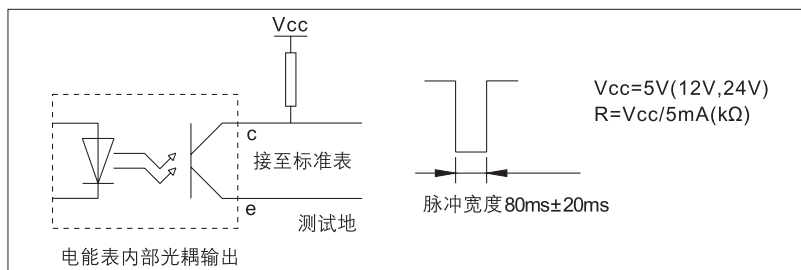 Vcc
Vcc=5V(12V,24V)
R=Vcc/5mA(kΩ)
c
接至标准表
e
测试地
脉冲宽度80ms±20ms
电能表内部光耦输出